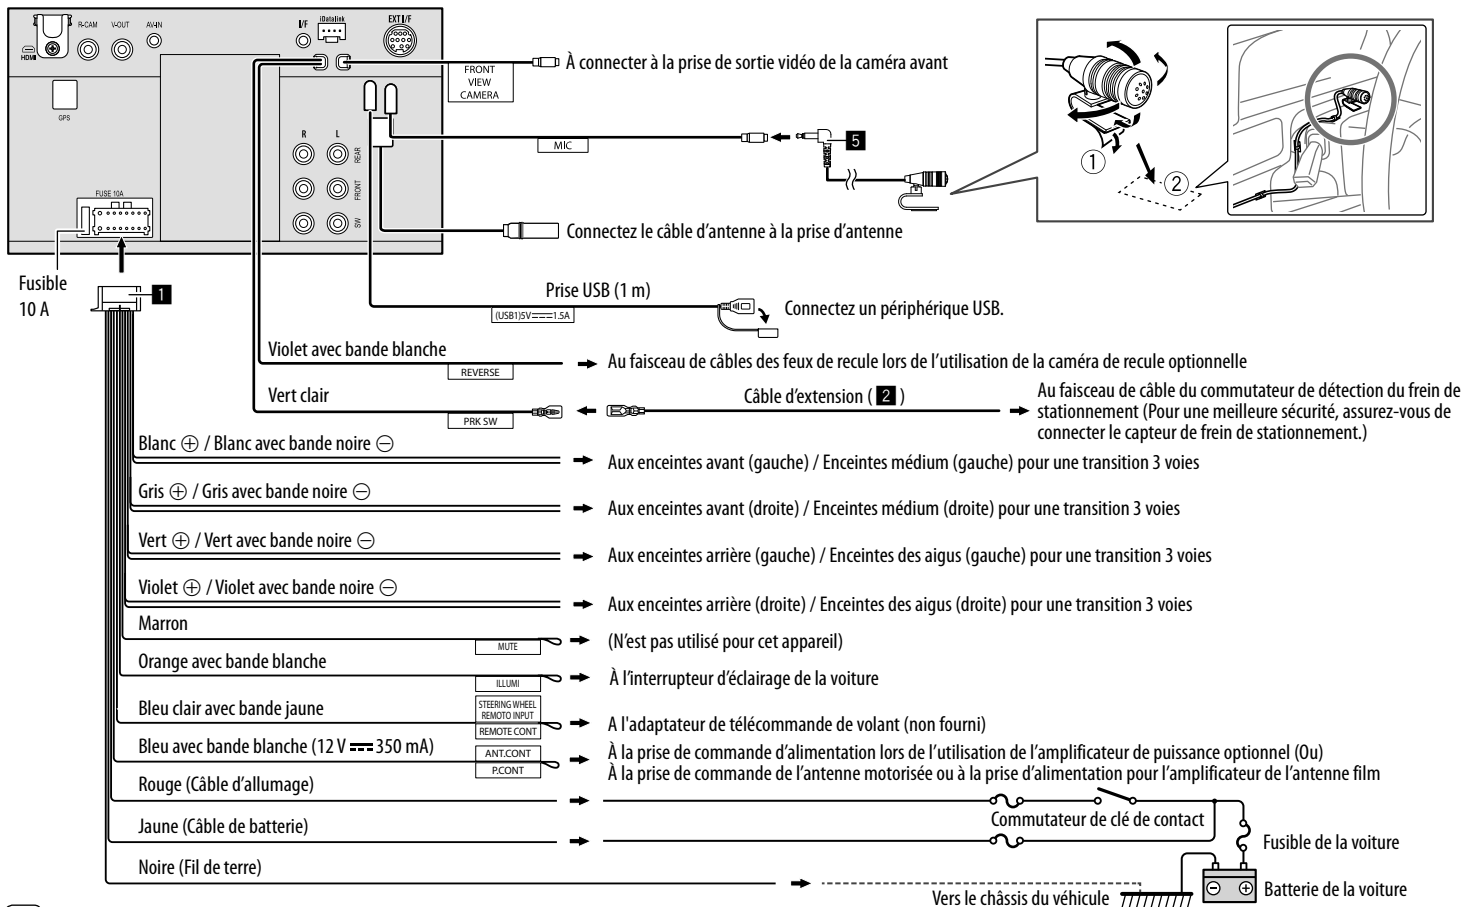 R-CAM V-OUT AV-IN I/F iDatalink EXT I/F
HDMI
GPS
FRONT
VIEW
CAMERA
À connecter à la prise de sortie vidéo de la caméra avant
R L
REAR
FRONT
SW
MIC
5
1
2
FUSE 10A
Connectez le câble d'antenne à la prise d'antenne
Fusible
10 A
1
Prise USB (1 m)
(USB1)5V⎓1.5A
Connectez un périphérique USB.
Violet avec bande blanche
REVERSE
Au faisceau de câbles des feux de recule lors de l'utilisation de la caméra de recule optionnelle
Vert clair
PRK SW
Câble d'extension ( 2 )
Au faisceau de câble du commutateur de détection du frein de
stationnement (Pour une meilleure sécurité, assurez-vous de
connecter le capteur de frein de stationnement.)
Blanc ⊕ / Blanc avec bande noire ⊖
Aux enceintes avant (gauche) / Enceintes médium (gauche) pour une transition 3 voies
Gris ⊕ / Gris avec bande noire ⊖
Aux enceintes avant (droite) / Enceintes médium (droite) pour une transition 3 voies
Vert ⊕ / Vert avec bande noire ⊖
Aux enceintes arrière (gauche) / Enceintes des aigus (gauche) pour une transition 3 voies
Violet ⊕ / Violet avec bande noire ⊖
Aux enceintes arrière (droite) / Enceintes des aigus (droite) pour une transition 3 voies
Marron
MUTE
(N'est pas utilisé pour cet appareil)
Orange avec bande blanche
ILLUMI
À l'interrupteur d'éclairage de la voiture
Bleu clair avec bande jaune
STEERING WHEEL
REMOTO INPUT
REMOTE CONT
A l'adaptateur de télécommande de volant (non fourni)
Bleu avec bande blanche (12 V ⎓ 350 mA)
ANT.CONT
P.CONT
À la prise de commande d'alimentation lors de l'utilisation de l'amplificateur de puissance optionnel (Ou)
À la prise de commande de l'antenne motorisée ou à la prise d'alimentation pour l'amplificateur de l'antenne film
Rouge (Câble d'allumage)
Commutateur de clé de contact
Jaune (Câble de batterie)
Fusible de la voiture
Noire (Fil de terre)
Vers le châsis du véhicule
⊖ ⊕
Batterie de la voiture